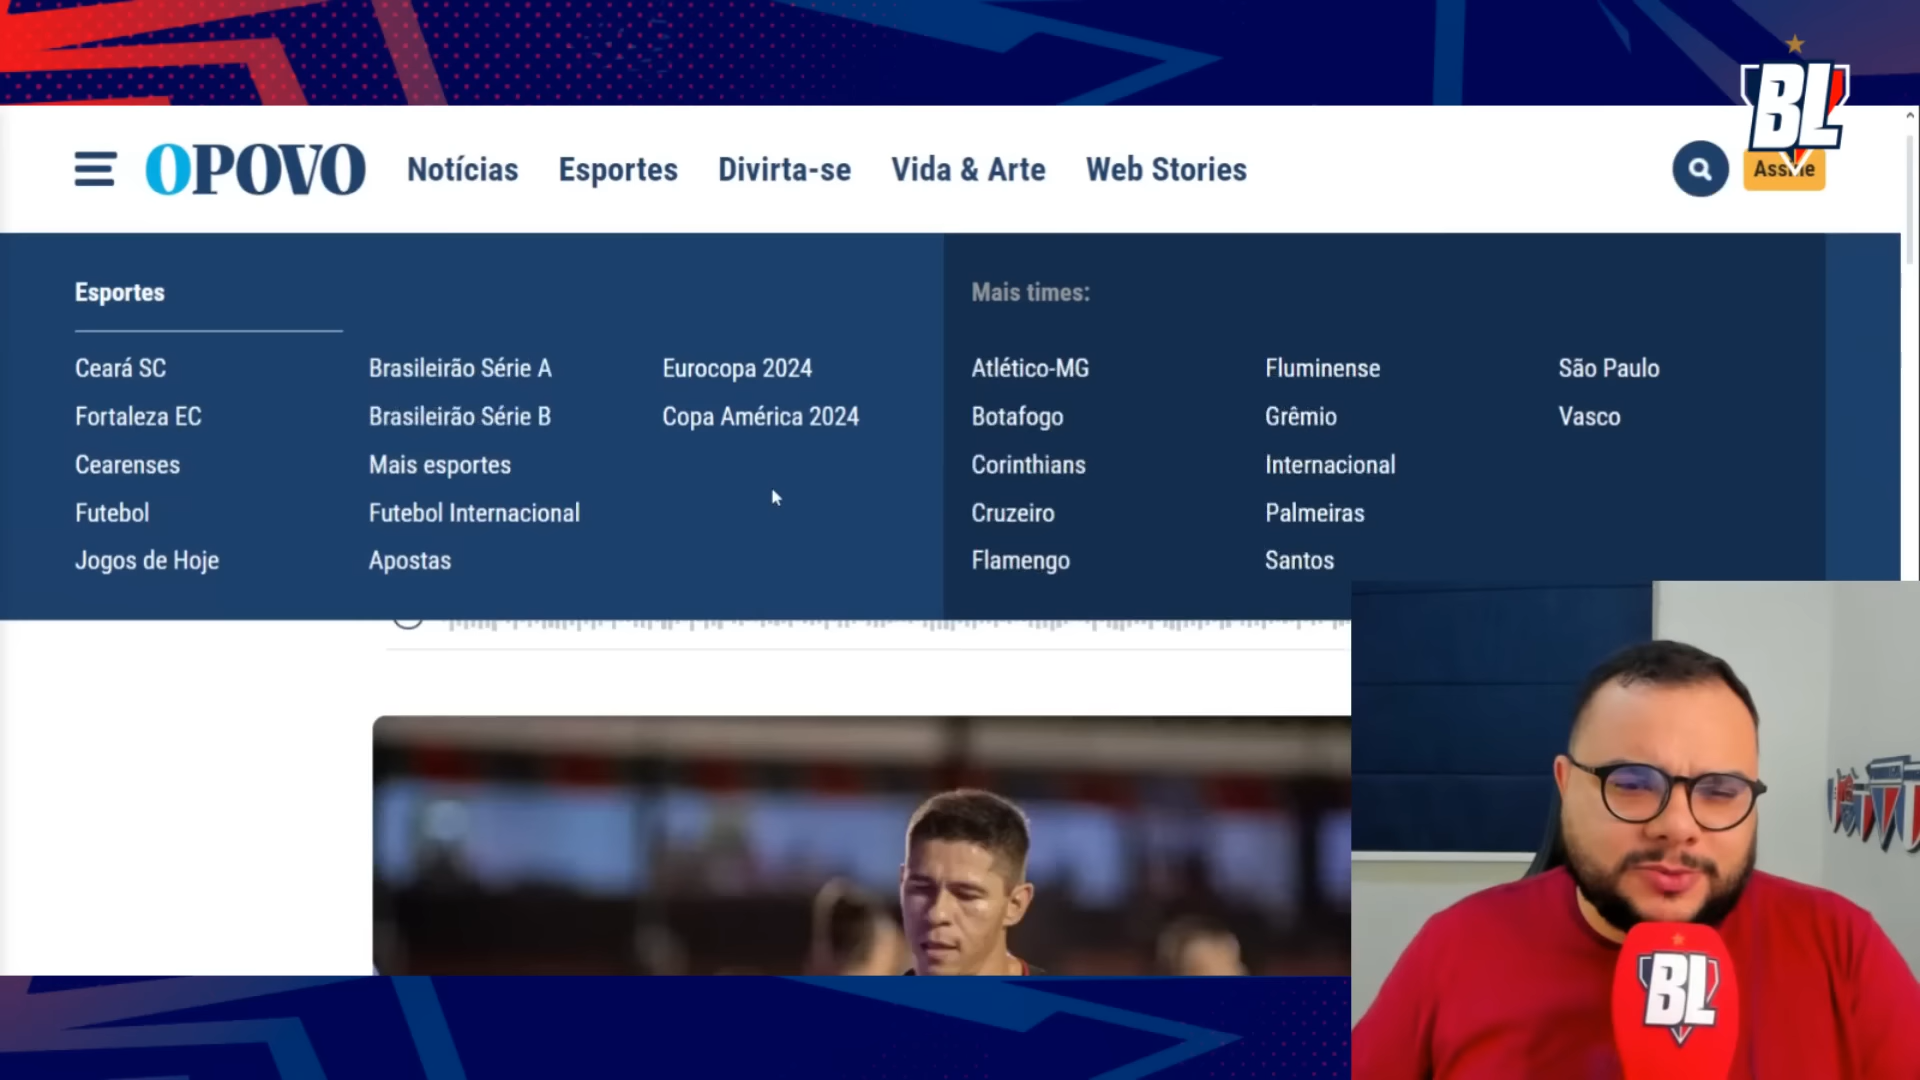 BL
OPOVO Notícias Esportes Divirta-se Vida & Arte Web Stories
Esportes
Ceará SC
Fortaleza EC
Cearenses
Futebol
Jogos de Hoje
Brasileirão Série A
Brasileirão Série B
Mais esportes
Futebol Internacional
Apostas
Eurocopa 2024
Copa América 2024
Mais times:
Atlético-MG
Botafogo
Corinthians
Cruzeiro
Flamengo
Fluminense
Grêmio
Internacional
Palmeiras
Santos
São Paulo
Vasco
BL